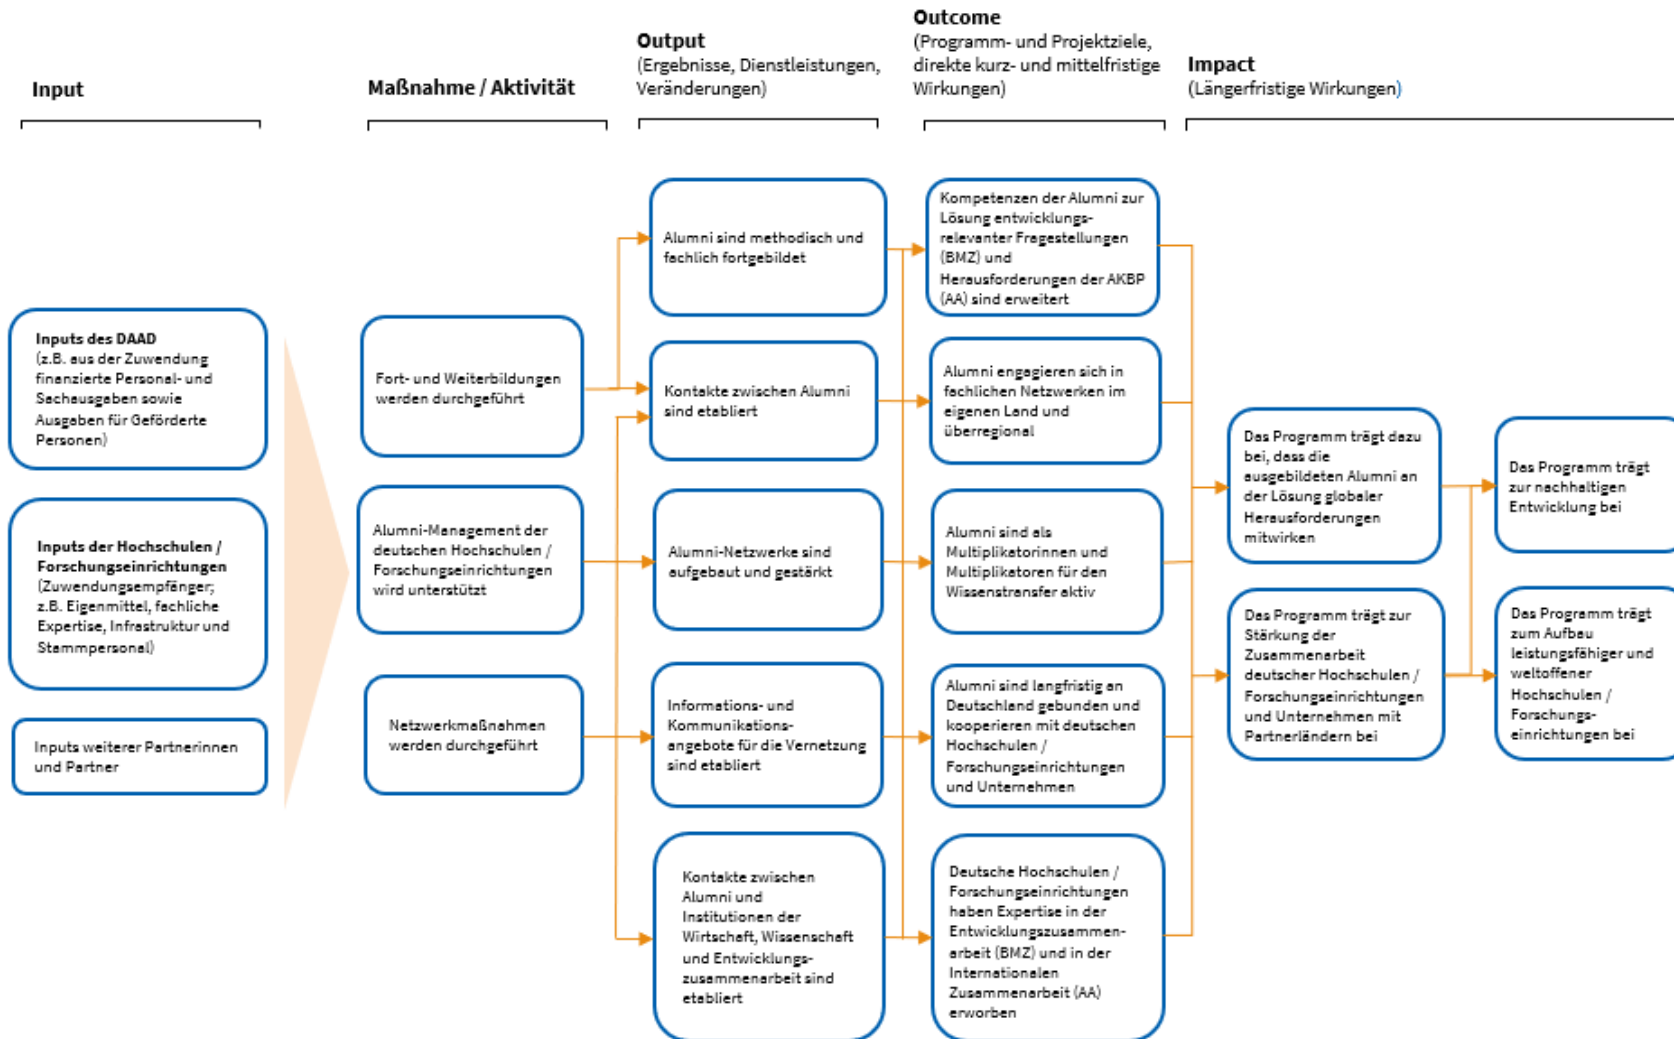 Input
Maßnahme / Aktivität
Output
(Ergebnisse, Dienstleistungen,
Veränderungen)
Outcome
(Programm- und Projektziele,
direkte kurz- und mittelfristige
Wirkungen)
Impact
(Längerfristige Wirkungen)
Inputs des DAAD
(z.B. aus der Zuwendung
finanzierte Personal- und
Sachausgaben sowie
Ausgaben für Geförderte
Personen)
Inputs der Hochschulen /
Forschungseinrichtungen
(Zuwendungsempfänger;
z.B. Eigenmittel, fachliche
Expertise, Infrastruktur und
Stammpersonal)
Inputs weiterer Partnerinnen
und Partner
Fort- und Weiterbildungen
werden durchgeführt
Alumni-Management der
deutschen Hochschulen /
Forschungseinrichtungen
wird unterstützt
Netzwerkmaßnahmen
werden durchgeführt
Alumni sind methodisch und
fachlich fortgebildet
Kontakte zwischen Alumni
sind etabliert
Alumni-Netzwerke sind
aufgebaut und gestärkt
Informations- und
Kommunikations-
angebote für die Vernetzung
sind etabliert
Kontakte zwischen
Alumni und
Institutionen der
Wirtschaft, Wissenschaft
und Entwicklungs-
zusammenarbeit sind
etabliert
Kompetenzen der Alumni zur
Lösung entwicklungs-
relevanter Fragestellungen
(BMZ) und
Herausforderungen der AKBP
(AA) sind erweitert
Alumni engagieren sich in
fachlichen Netzwerken im
eigenen Land und
überregional
Alumni sind als
Multiplikatorinnen und
Multiplikatoren für den
Wissenstransfer aktiv
Alumni sind langfristig an
Deutschland gebunden und
kooperieren mit deutschen
Hochschulen /
Forschungseinrichtungen
und Unternehmen
Deutsche Hochschulen /
Forschungseinrichtungen
haben Expertise in der
Entwicklungszusammen-
arbeit (BMZ) und in der
Internationalen
Zusammenarbeit (AA)
erworben
Das Programm trägt dazu
bei, dass die
ausgebildeten Alumni an
der Lösung globaler
Herausforderungen
mitwirken
Das Programm trägt zur
Stärkung der
Zusammenarbeit
deutscher Hochschulen /
Forschungseinrichtungen
und Unternehmen mit
Partnerländern bei
Das Programm trägt
zur nachhaltigen
Entwicklung bei
Das Programm trägt
zum Aufbau
leistungsfähiger und
weltoffener
Hochschulen /
Forschungs-
einrichtungen bei